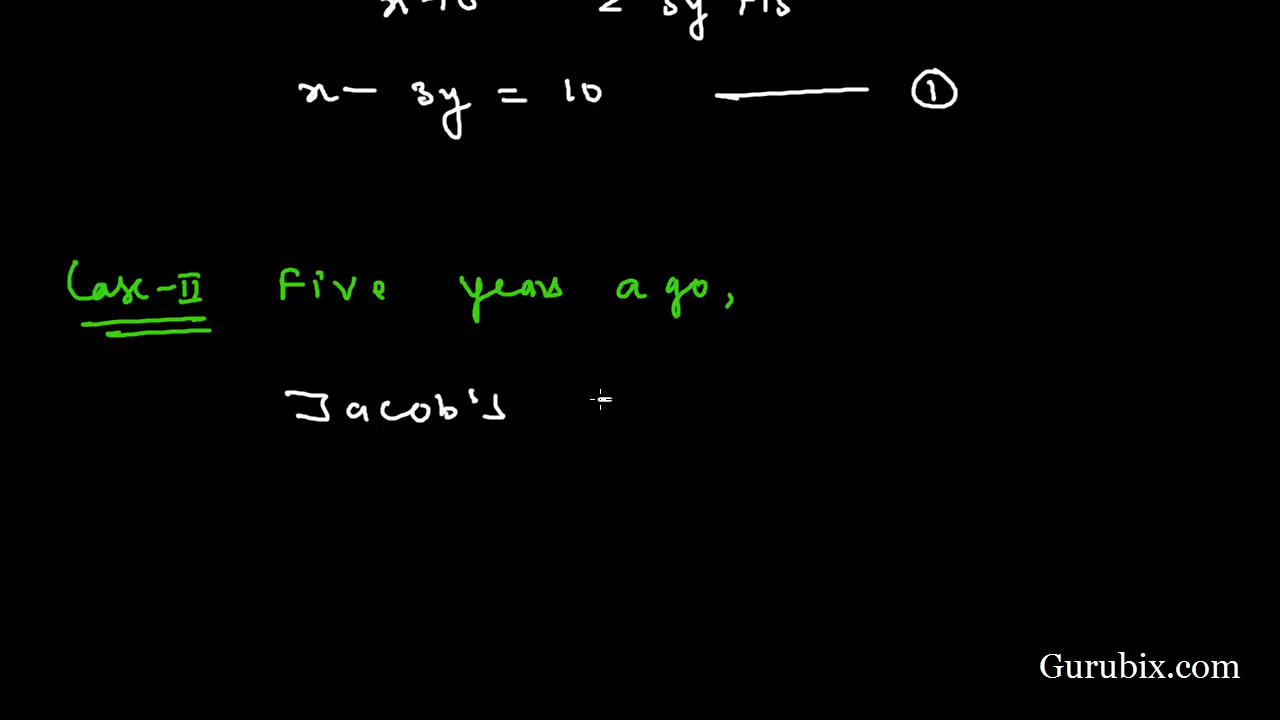 x - 3y = 10 ——— ①
Case-II Five years ago,
Jacob's
Gurubix.com